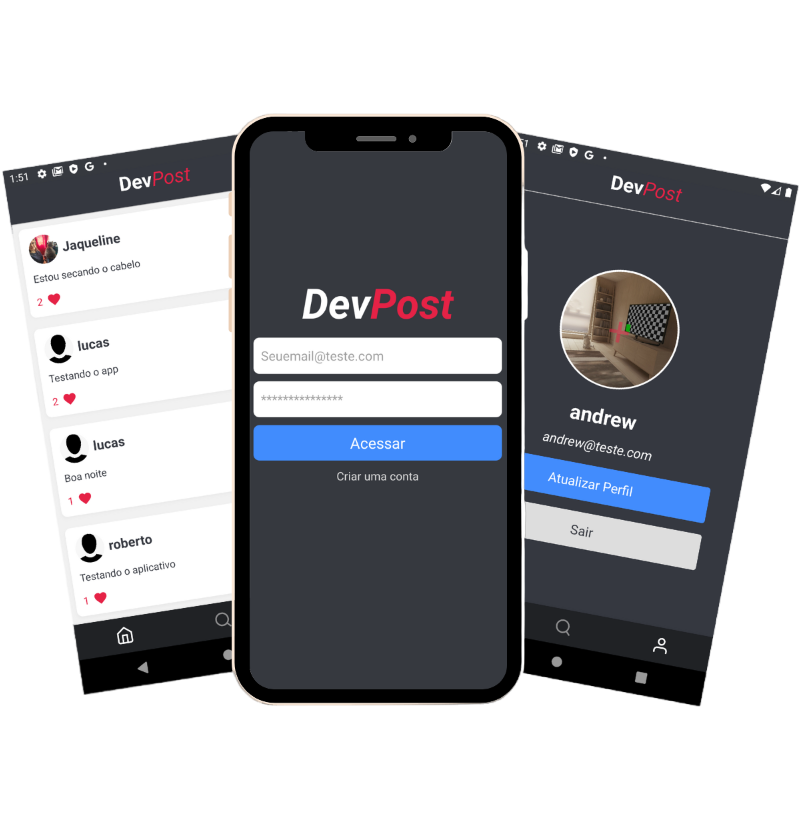 1:51
DevPost
Jaqueline
Estou secando o cabelo
2
lucas
Testando o app
2
lucas
Boa noite
1
roberto
Testando o aplicativo
1
DevPost
Seuemail@teste.com
***************
Acessar
Criar uma conta
DevPost
andrew
andrew@teste.com
Atualizar Perfil
Sair